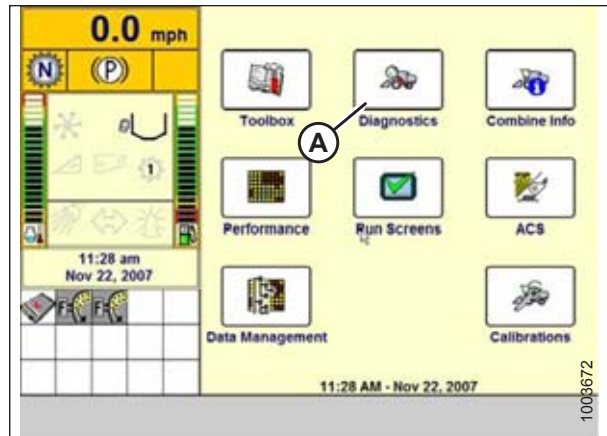 0.0 mph
N (P)
1
11:28 am
Nov 22, 2007
F= F=
Toolbox Diagnostics Combine Info
A
Performance Run Screens ACS
Data Management Calibrations
11:28 AM - Nov 22, 2007
1003672